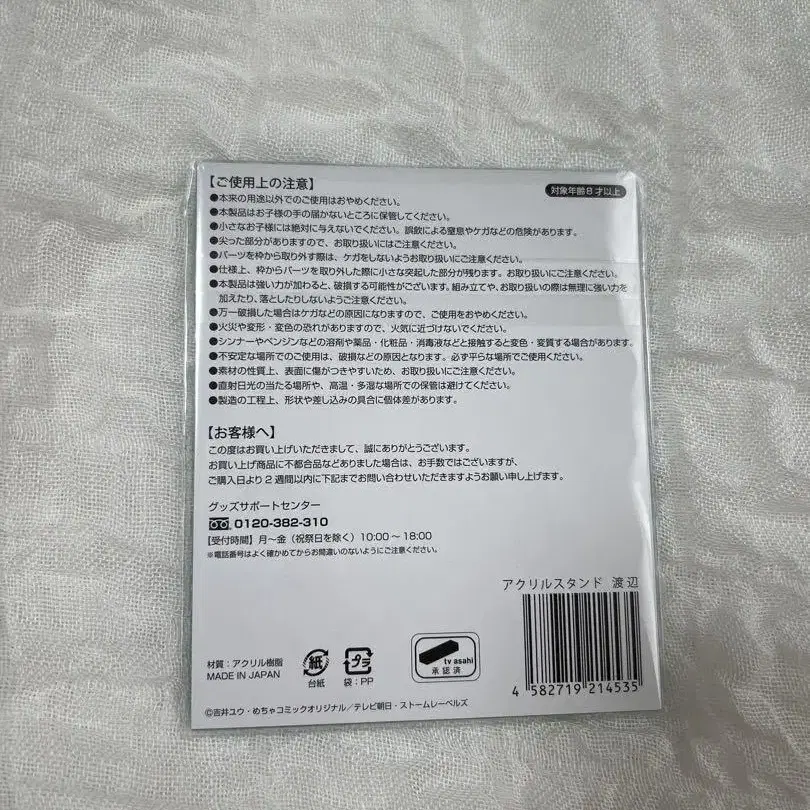 【ご使用上の注意】
対象年齢8才以上
●本来の用途以外でのご使用はおやめください。
●本製品はお子様の手の届かないところに保管してください。
●小さなお子様には絶対に与えないでください。誤飲による窒息やケガなどの危険があります。
●尖った部分がありますので、お取り扱いにはご注意ください。
●パーツを枠から取り外す際は、ケガをしないようお取り扱いにご注意ください。
●仕様上、枠からパーツを取り外した際に小さな突起した部分が残ります。お取り扱いにご注意ください。
●本製品は強い力が加わると、破損する可能性がございます。組み立てや、お取り扱いの際は無理に強い力を
加えたり、落としたりしないようご注意ください。
●万一破損した場合はケガなどの原因になりますので、ご使用をおやめください。
●火災や変形・変色の恐れがありますので、火気に近づけないでください。
●シンナーやベンジンなどの溶剤や薬品・化粧品・消毒液などと接触すると変色・変質する場合があります。
●不安定な場所でのご使用は、破損などの原因となります。必ず平らな場所でご使用ください。
●素材の性質上、表面に傷がつきやすいため、お取り扱いにご注意ください。
●直射日光の当たる場所や、高温・多湿な場所での保管は避けてください。
●製造の工程上、形状や差し込みの具合に個体差があります。
【お客様へ】
この度はお買い上げいただきまして、誠にありがとうございます。
お買い上げ商品に不都合品などありました場合は、お手数ではございますが、
ご購入日より2週間以内に下記までお問い合わせいただきますようお願い申し上げます。
グッズサポートセンター
0120-382-310
【受付時間】月～金（祝祭日を除く）10:00～18:00
※電話番号はよく確かめてからお間違いのないようにご注意ください。
アクリルスタンド 渡辺
材質：アクリル樹脂
MADE IN JAPAN
紙
台紙
プラ
袋：PP
tv asahi
承認済
4 582719 214535
©吉井ユウ・めちゃコミックオリジナル／テレビ朝日・ストームレーベルズ